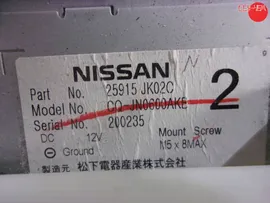 NISSAN
N
Part No. 25915 JK02C
2
Model No. CQ-JN0600AKE
Serial No. 200235
DC 12V Mount Screw
⊖ Ground M5 x 8MAX
製造元 松下電器産業株式会社